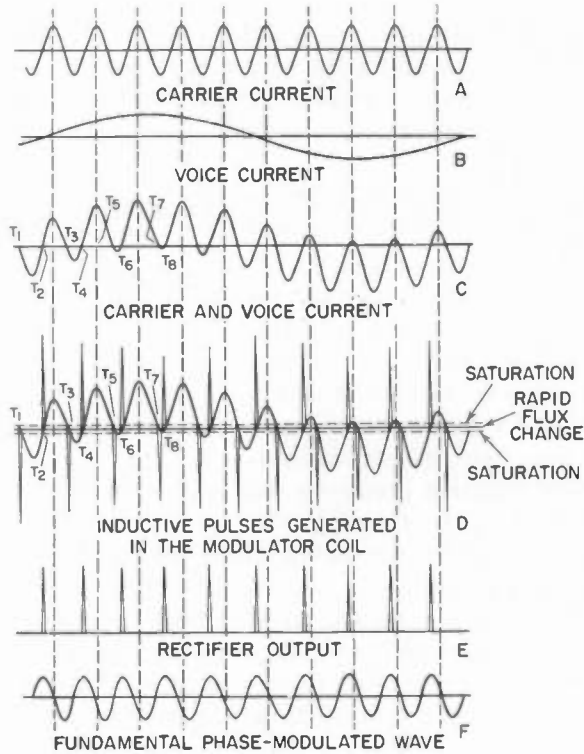 CARRIER CURRENT
A
B
VOICE CURRENT
T1 T3 T5 T7
T2 T4 T6 T8
C
CARRIER AND VOICE CURRENT
SATURATION
RAPID
FLUX
CHANGE
SATURATION
T1 T3 T5 T7
T2 T4 T6 T8
INDUCTIVE PULSES GENERATED
IN THE MODULATOR COIL
D
RECTIFIER OUTPUT
E
F
FUNDAMENTAL PHASE-MODULATED WAVE